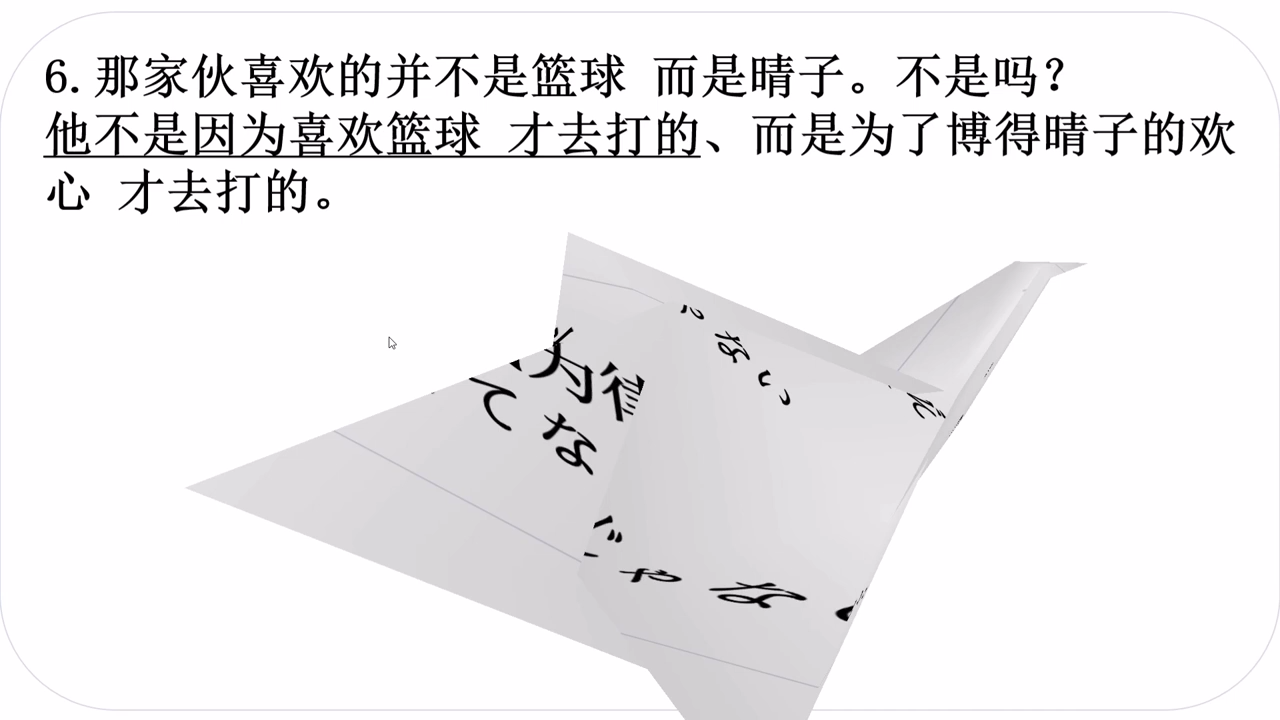 6. 那家伙喜欢的并不是篮球 而是晴子。不是吗？
他不是因为喜欢篮球 才去打的、而是为了博得晴子的欢
心 才去打的。
ない
为得
てな
じゃない